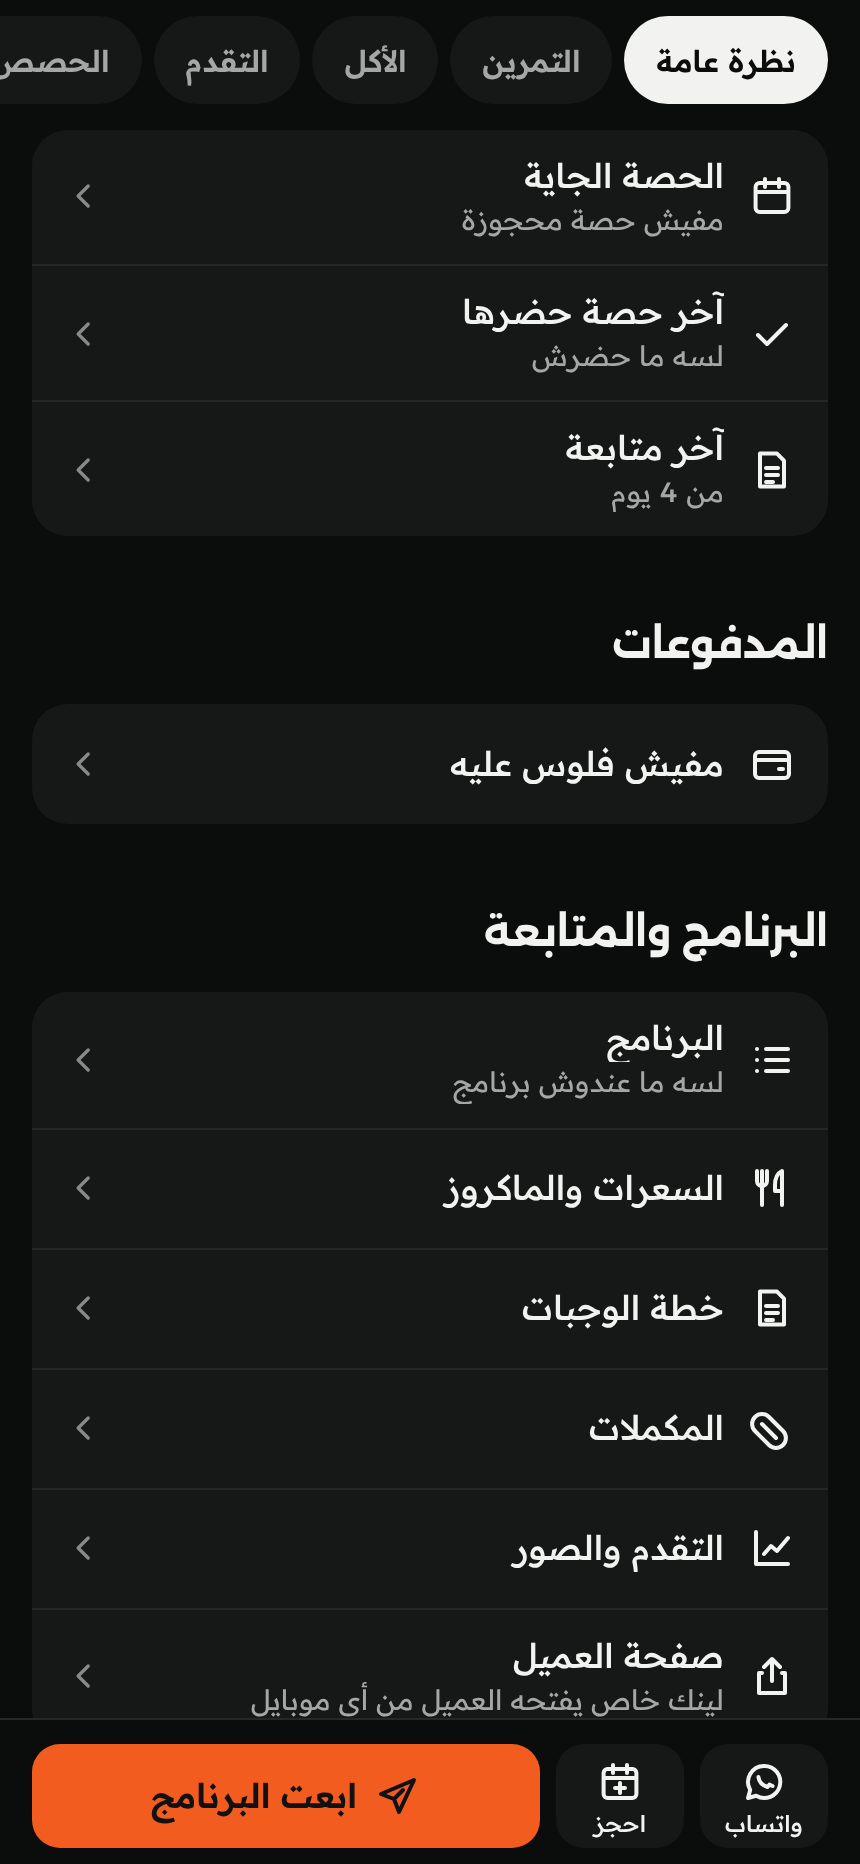 نظرة عامة
التمرين
الأكل
التقدم
الحصص
الحصة الجاية
مفيش حصة محجوزة
آخر حصة حضرها
لسه ما حضرش
آخر متابعة
من 4 يوم
المدفوعات
مفيش فلوس عليه
البرنامج والمتابعة
البرنامج
لسه ما عندوش برنامج
السعرات والماكروز
خطة الوجبات
المكملات
التقدم والصور
صفحة العميل
لينك خاص يفتحه العميل من أي موبايل
واتساب
احجز
ابعت البرنامج